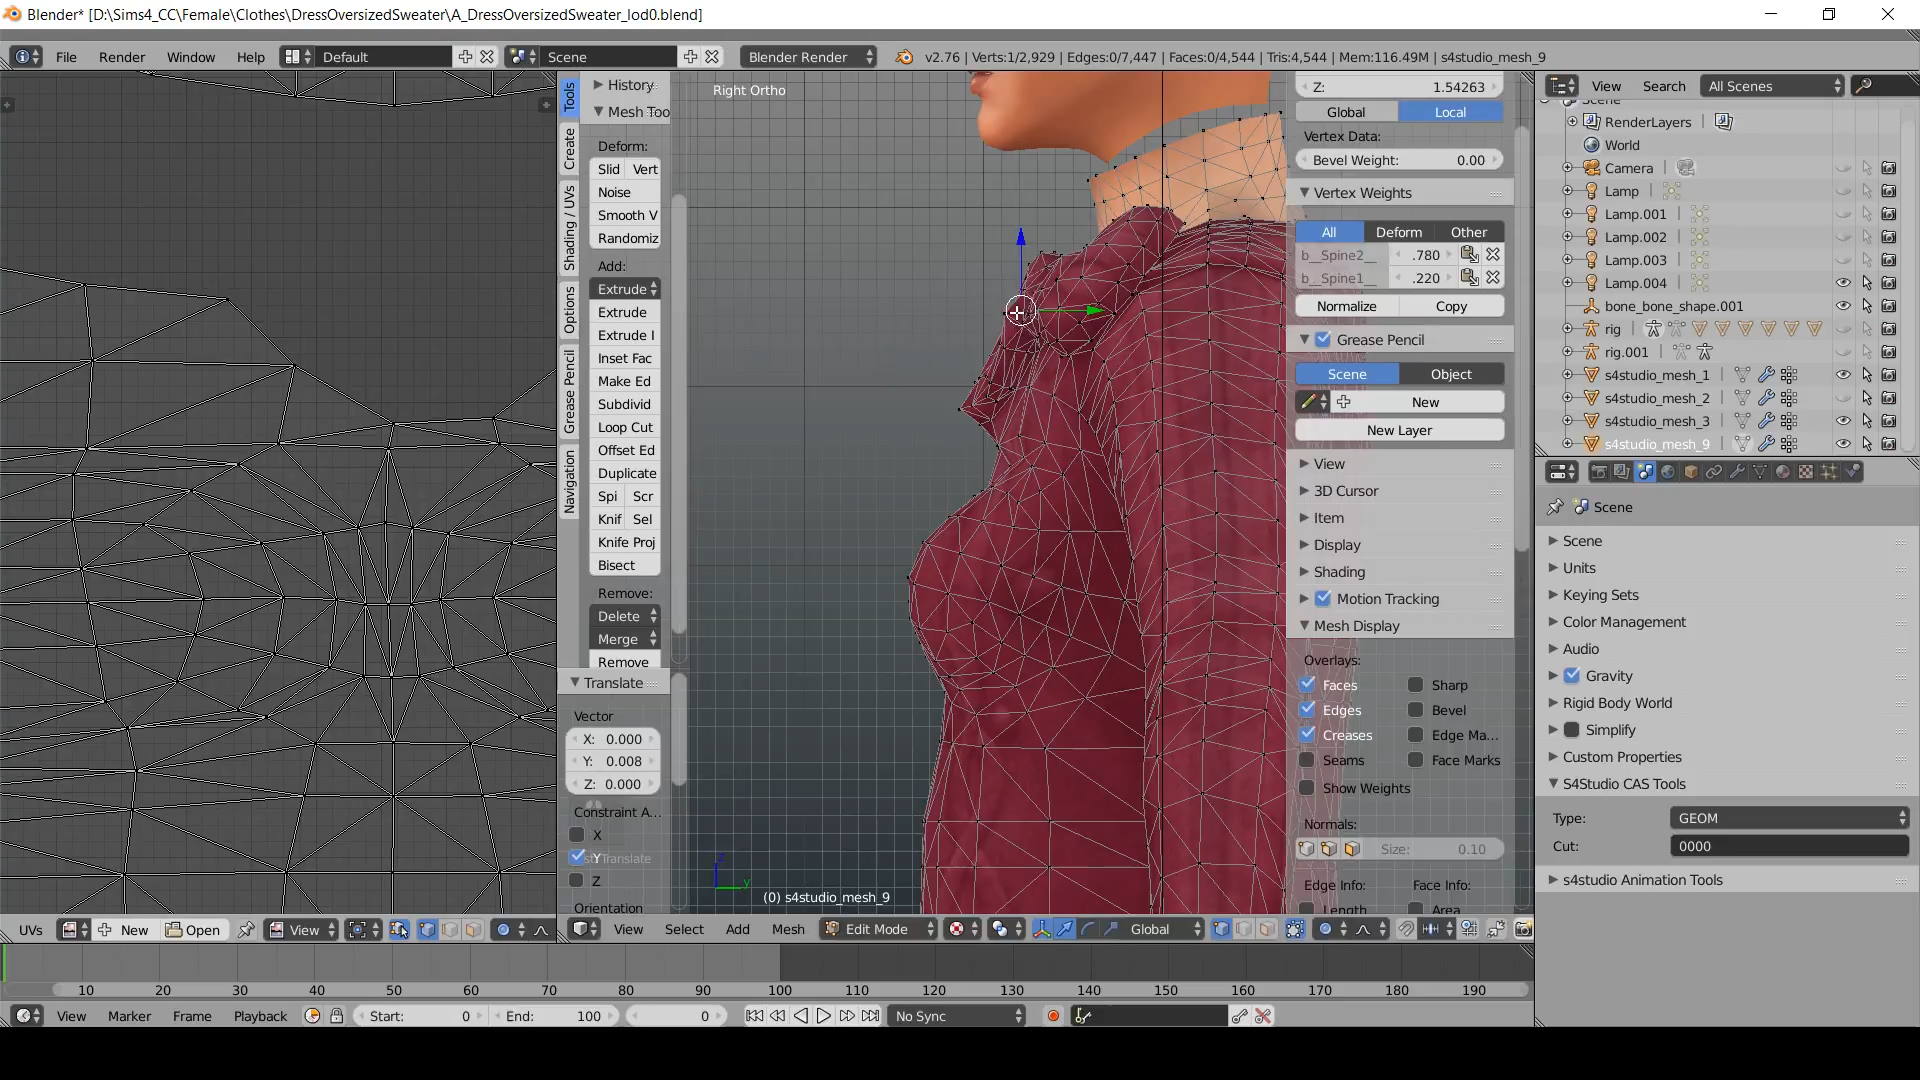 Blender* [D:\Sims4_CC\Female\Clothes\DressOversizedSweater\A_DressOversizedSweater_lod0.blend]
File Render Window Help Default Scene Blender Render v2.76 | Verts:1/2,929 | Edges:0/7,447 | Faces:0/4,544 | Tris:4,544 | Mem:116.49M | s4studio_mesh_9
Tools
Create
Shading / UVs
Options
Grease Pencil
Navigation
History
Mesh Too
Deform:
Slid Vert
Noise
Smooth V
Randomiz
Add:
Extrude
Extrude
Extrude I
Inset Fac
Make Ed
Subdivid
Loop Cut
Offset Ed
Duplicate
Spi Scr
Knif Sel
Knife Proj
Bisect
Remove:
Delete
Merge
Remove
Translate
Vector
X: 0.000
Y: 0.008
Z: 0.000
Constraint A...
X
Y
Z
Orientation
Right Ortho
z
y
(0) s4studio_mesh_9
Z: 1.54263
Global Local
Vertex Data:
Bevel Weight: 0.00
Vertex Weights
All Deform Other
b__Spine2__ .780
b__Spine1__ .220
Normalize Copy
Grease Pencil
Scene Object
New
New Layer
View
3D Cursor
Item
Display
Shading
Motion Tracking
Mesh Display
Overlays:
Faces Sharp
Edges Bevel
Creases Edge Ma...
Seams Face Marks
Show Weights
Normals:
Size: 0.10
Edge Info: Face Info:
Length Area
View Search All Scenes
Scene
RenderLayers
World
Camera
Lamp
Lamp.001
Lamp.002
Lamp.003
Lamp.004
bone_bone_shape.001
rig
rig.001
s4studio_mesh_1
s4studio_mesh_2
s4studio_mesh_3
s4studio_mesh_9
Scene
Scene
Units
Keying Sets
Color Management
Audio
Gravity
Rigid Body World
Simplify
Custom Properties
S4Studio CAS Tools
Type: GEOM
Cut: 0000
s4studio Animation Tools
UVs New Open View
View Select Add Mesh Edit Mode Global
10 20 30 40 50 60 70 80 90 100 110 120 130 140 150 160 170 180 190
View Marker Frame Playback Start: 0 End: 100 0 No Sync